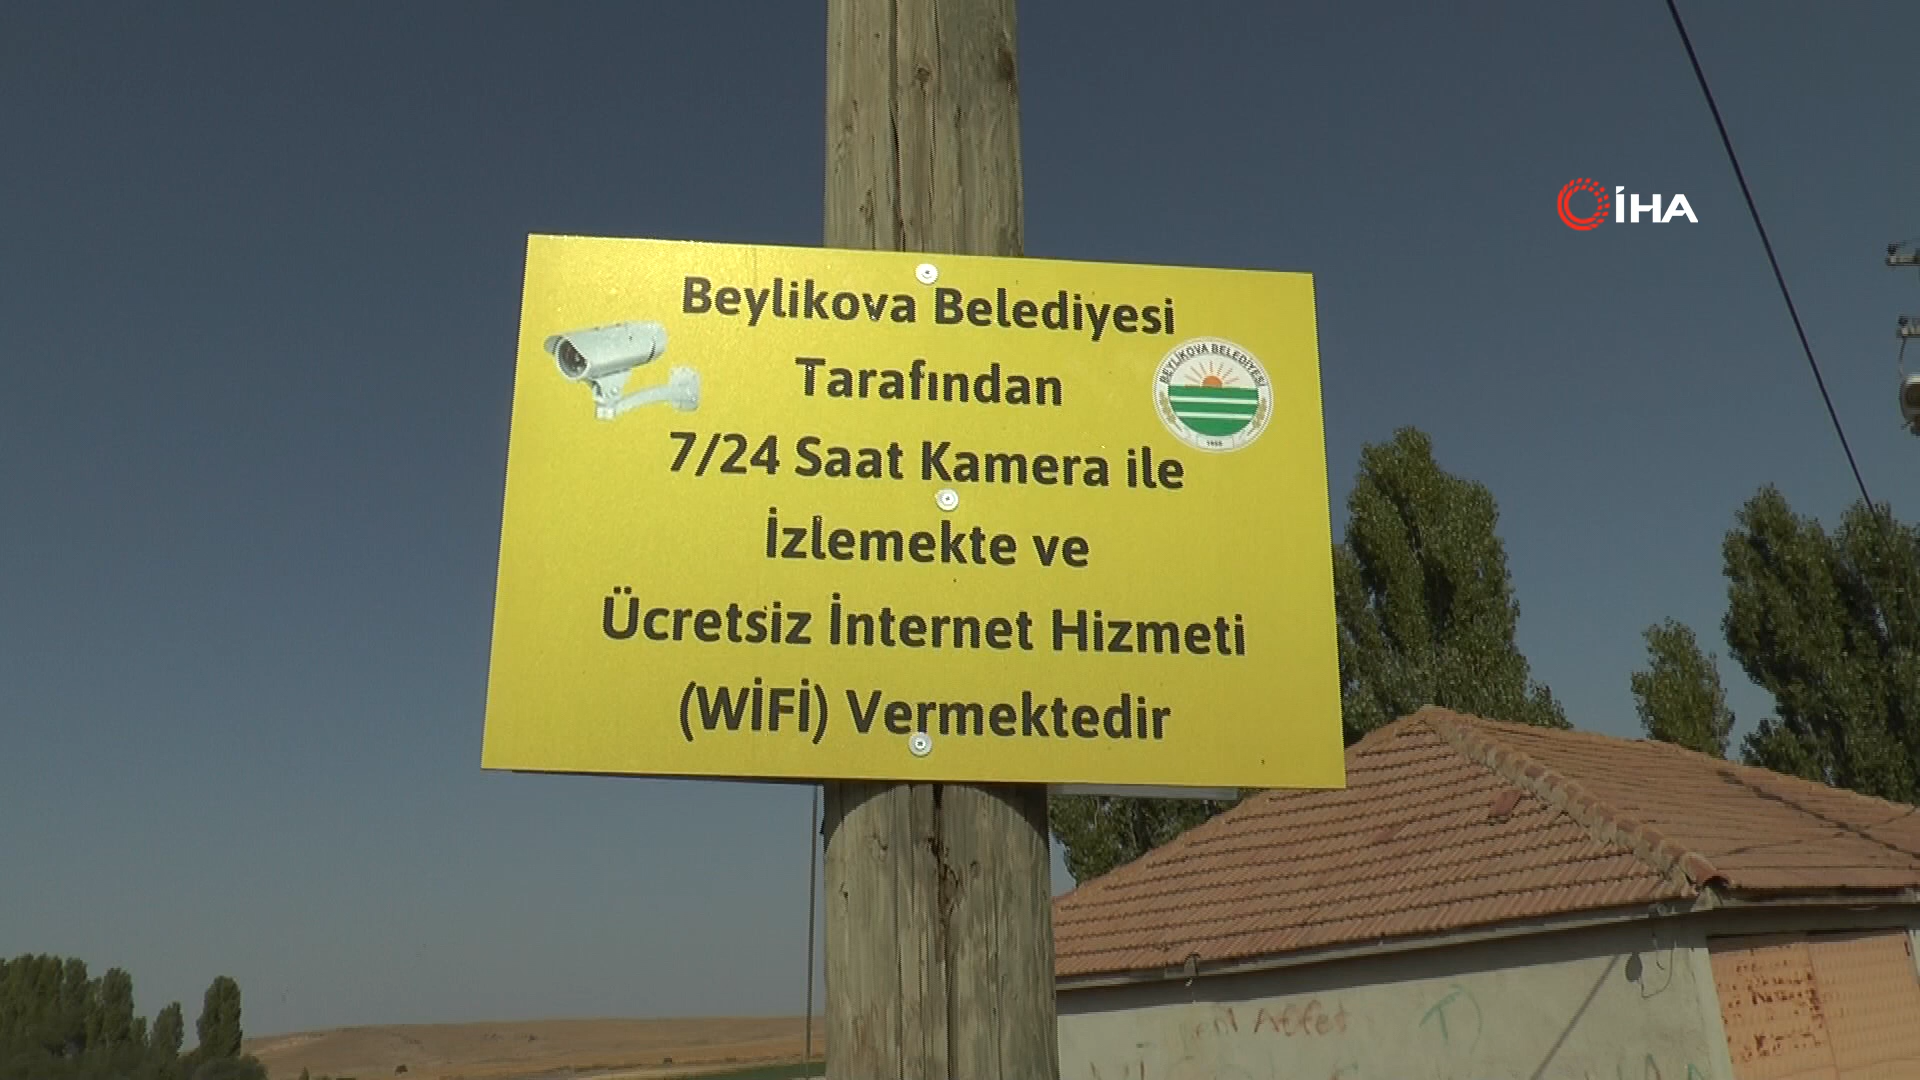 İHA
Beylikova Belediyesi
Tarafından
7/24 Saat Kamera ile
İzlemekte ve
Ücretsiz İnternet Hizmeti
(WİFİ) Vermektedir
BEYLİKOVA BELEDİYESİ
Affet